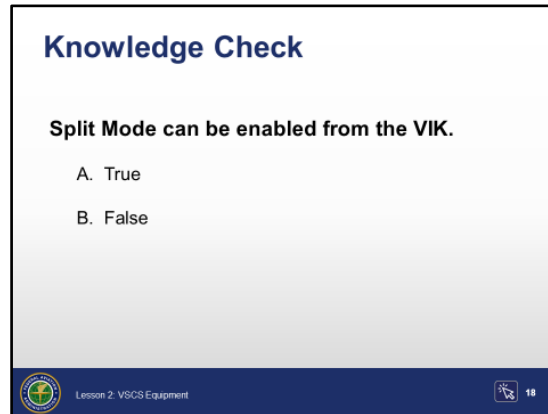 Knowledge Check
Split Mode can be enabled from the VIK.
A. True
B. False
Lesson 2: VSCS Equipment
18